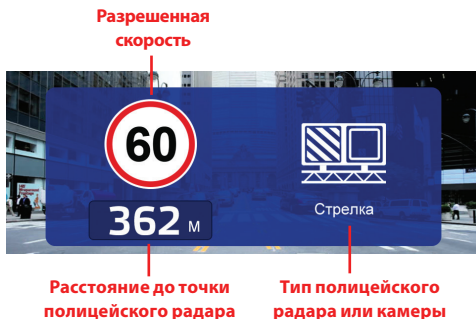 Разрешенная
скорость
60
362 м
Стрелка
Расстояние до точки
полицейского радара
Тип полицейского
радара или камеры